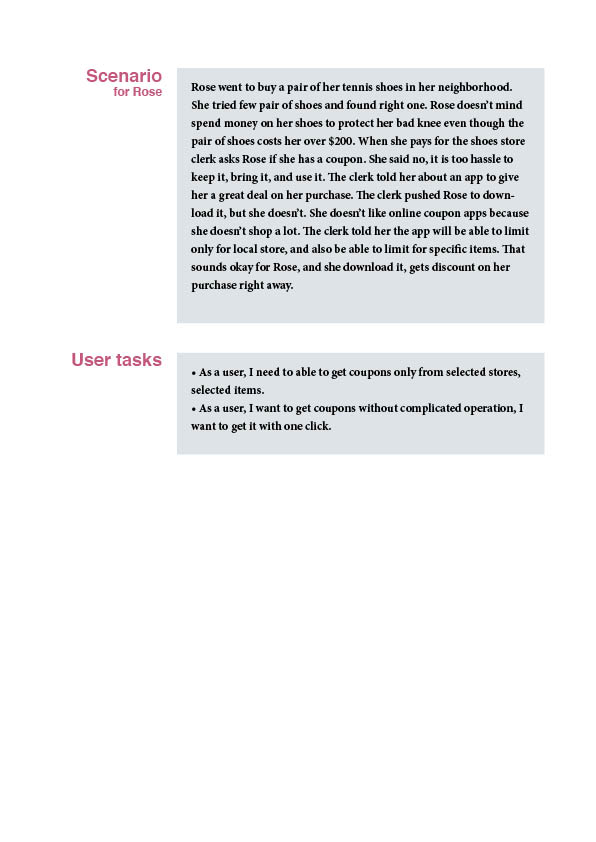 Scenario
for Rose
Rose went to buy a pair of her tennis shoes in her neighborhood.
She tried few pair of shoes and found right one. Rose doesn’t mind
spend money on her shoes to protect her bad knee even though the
pair of shoes costs her over $200. When she pays for the shoes store
clerk asks Rose if she has a coupon. She said no, it is too hassle to
keep it, bring it, and use it. The clerk told her about an app to give
her a great deal on her purchase. The clerk pushed Rose to down-
load it, but she doesn’t. She doesn’t like online coupon apps because
she doesn’t shop a lot. The clerk told her the app will be able to limit
only for local store, and also be able to limit for specific items. That
sounds okay for Rose, and she download it, gets discount on her
purchase right away.
User tasks
• As a user, I need to able to get coupons only from selected stores,
selected items.
• As a user, I want to get coupons without complicated operation, I
want to get it with one click.